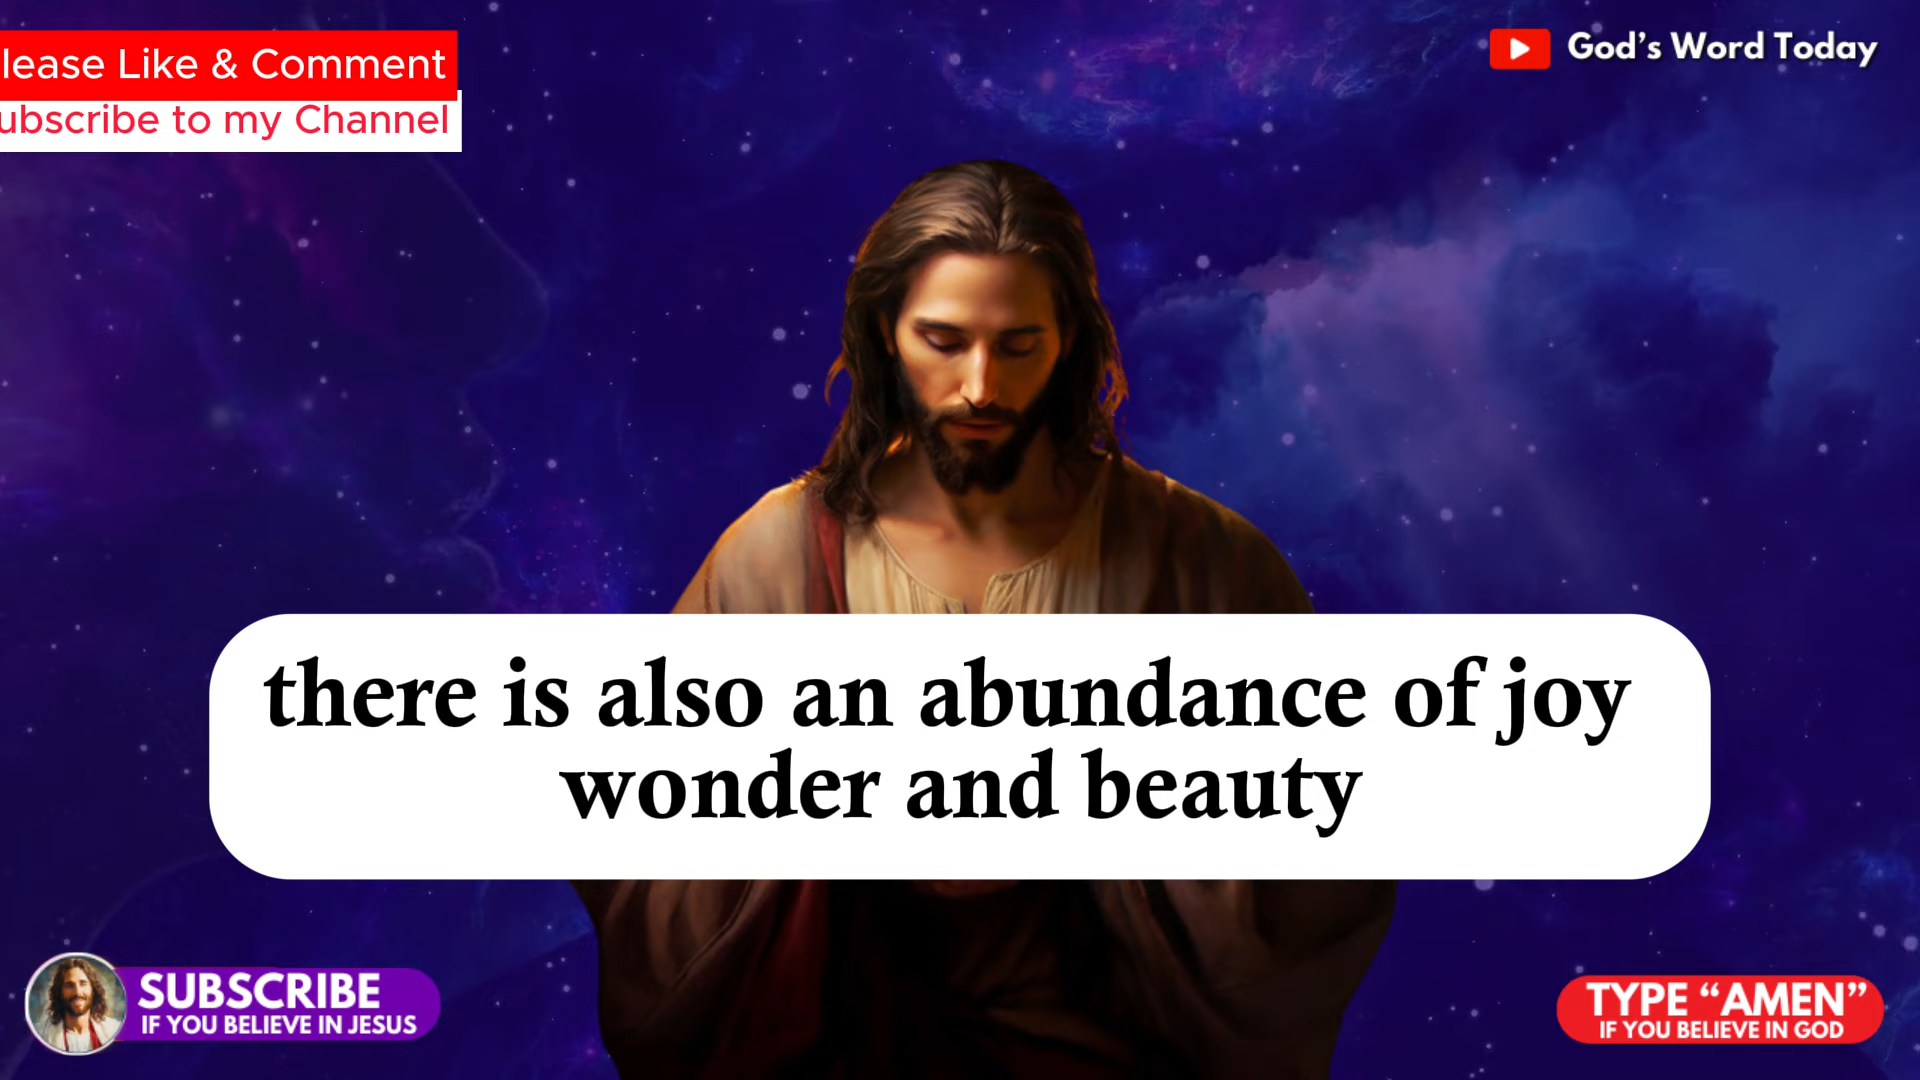 lease Like & Comment
ubscribe to my Channel
God's Word Today
there is also an abundance of joy
wonder and beauty
SUBSCRIBE
IF YOU BELIEVE IN JESUS
TYPE “AMEN”
IF YOU BELIEVE IN GOD